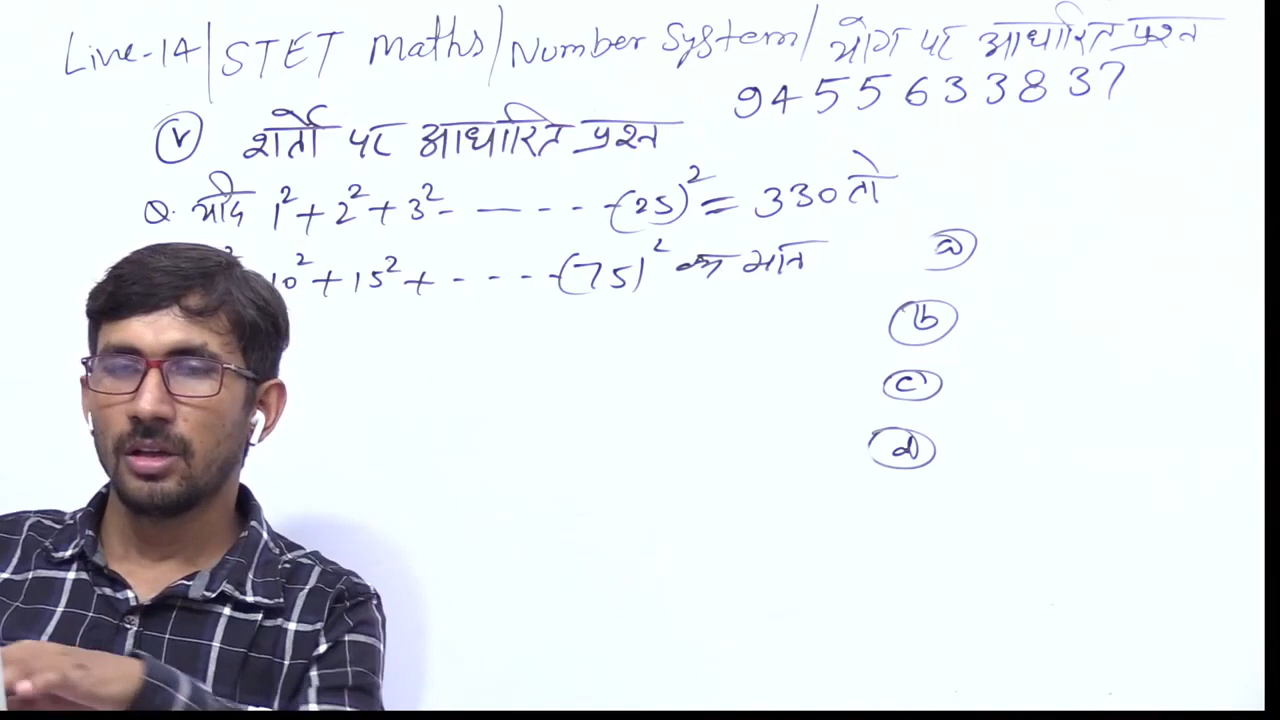 Live-14/STET Maths/Number System/योग पर आधारित प्रश्न
9455633837
(v) शर्तो पर आधारित प्रश्न
Q. यदि 1² + 2² + 3² - - - - - (25)² = 330 तो
10² + 15² + - - - - (75)² का मान
(a)
(b)
(c)
(d)